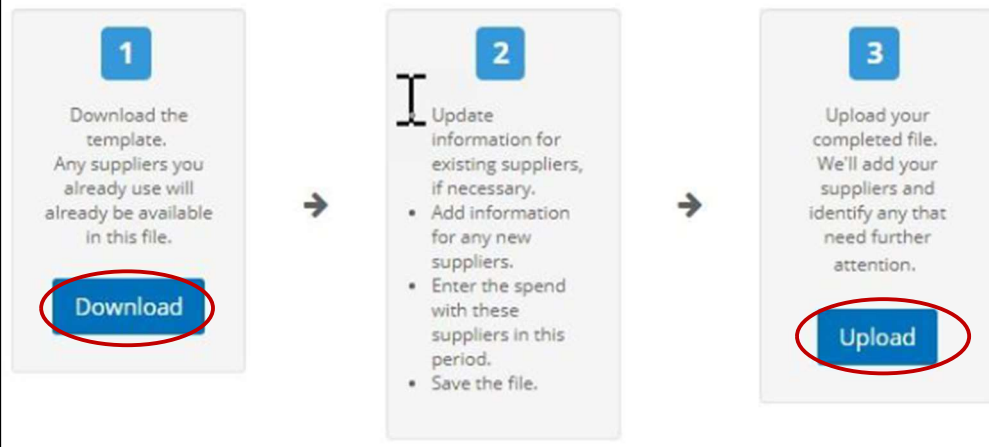 1
Download the
template.
Any suppliers you
already use will
already be available
in this file.
Download
2
Update
information for
existing suppliers,
if necessary.
• Add information
for any new
suppliers.
• Enter the spend
with these
suppliers in this
period.
• Save the file.
3
Upload your
completed file.
We'll add your
suppliers and
identify any that
need further
attention.
Upload